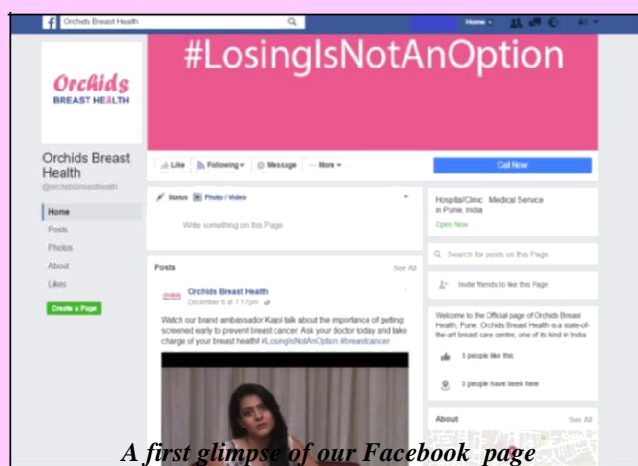 Orchids Breast Health
Home
#LosingIsNotAnOption
Orchids
BREAST HEALTH
Orchids Breast
Health
@orchidsbreasthealth
Like
Following
Message
More
Call Now
Home
Posts
Photos
About
Likes
Create a Page
Status
Photo / Video
Write something on this Page
Posts
See All
Orchids Breast Health
December 6 at
Watch our brand ambassador Kajol talk about the importance of getting
screened early to prevent breast cancer. Ask your doctor today and take
charge of your breast health! #LosingIsNotAnOption #breastcancer
Hospital/Clinic Medical Service
in Pune, India
Open Now
Search for posts on this Page
Invite friends to like this Page
Welcome to the Official page of Orchids Breast
Health, Pune. Orchids Breast Health is a state-of-
the-art breast care centre, one of its kind in India
people like this
people have been here
About
See All
A first glimpse of our Facebook page